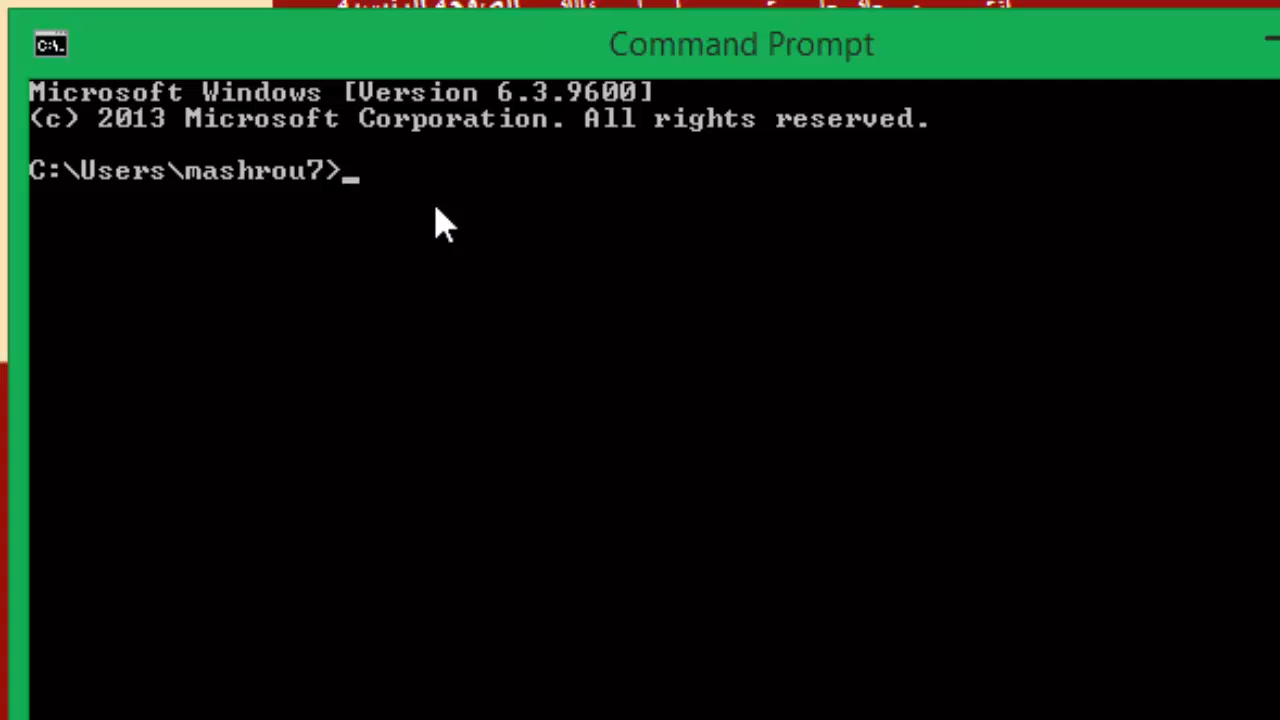 Command Prompt
Microsoft Windows [Version 6.3.9600]
(c) 2013 Microsoft Corporation. All rights reserved.
C:\Users\mashrou7>_